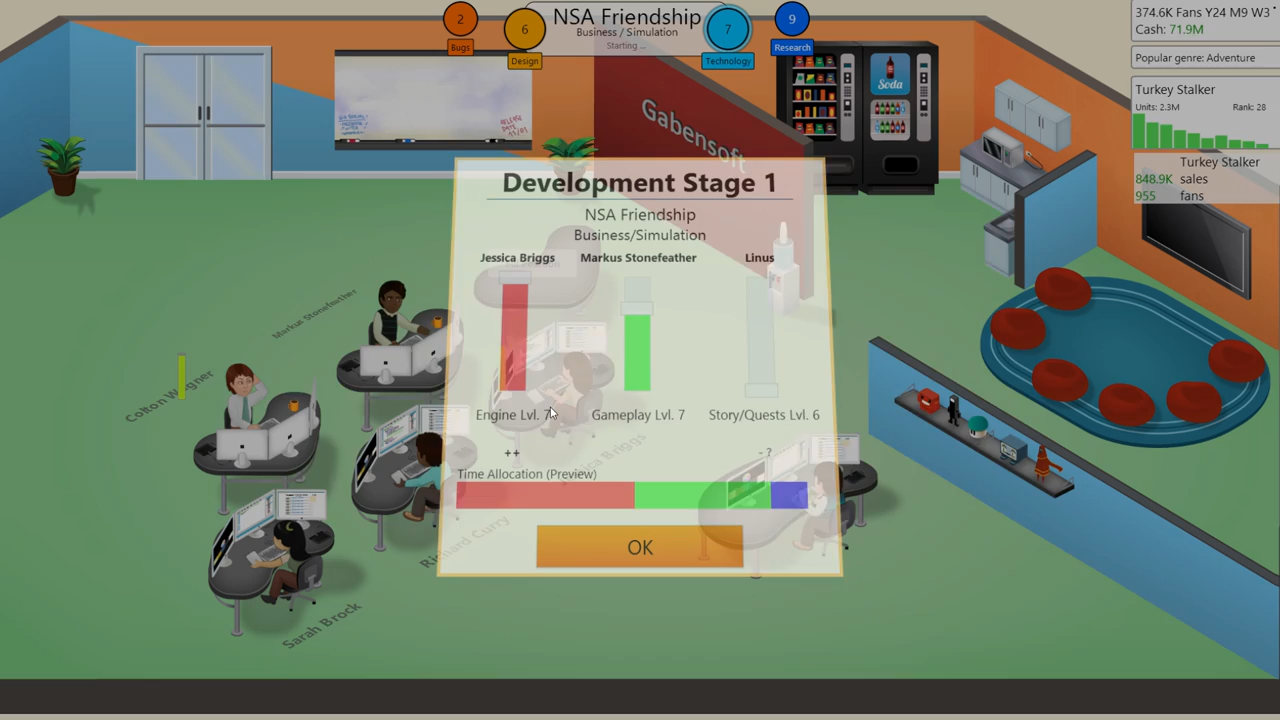 2
Bugs
6
Design
NSA Friendship
Business / Simulation
Starting ...
7
Technology
9
Research
374.6K Fans Y24 M9 W3
Cash: 71.9M
Popular genre: Adventure
Turkey Stalker
Units: 2.3M Rank: 28
Turkey Stalker
848.9K sales
955 fans
Gabensoft
Soda
RELEASE
DATE
Development Stage 1
NSA Friendship
Business/Simulation
Jessica Briggs Markus Stonefeather Linus
Engine Lvl. 7 Gameplay Lvl. 7 Story/Quests Lvl. 6
++ - ?
Time Allocation (Preview)
OK
Markus Stonefeather
Colton Wagner
Richard Curry
Sarah Brock